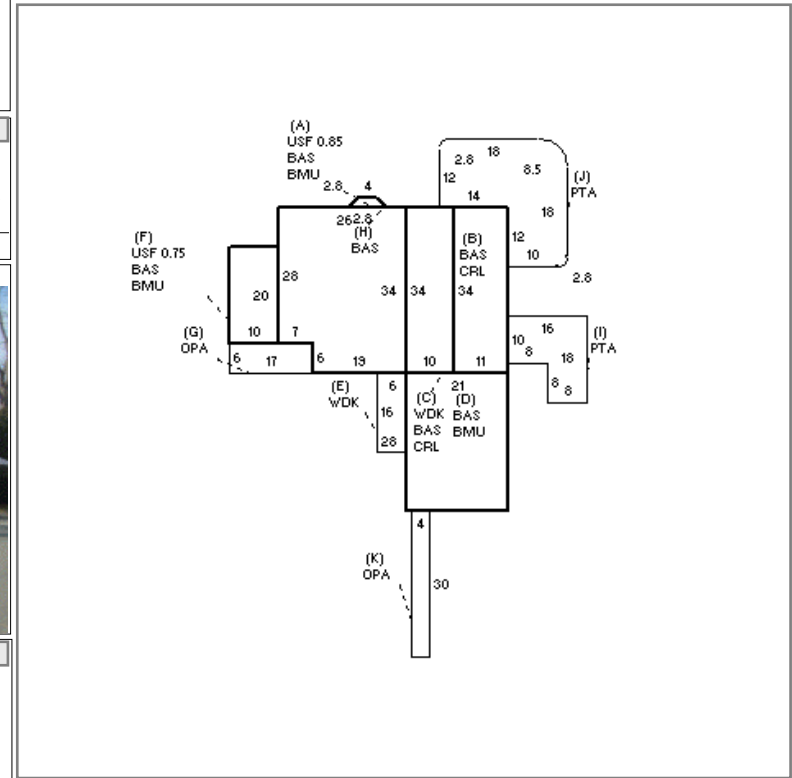 (A)
USF 0.85
BAS
BMU
2.8
4
262.8
(H)
BAS
28
34
7
6
13
(F)
USF 0.75
BAS
BMU
20
10
(G)
OPA
6
17
34
10
(B)
BAS
CRL
34
11
12
2.8
18
8.5
14
18
12
10
(J)
PTA
2.8
16
10
8
18
8
8
(I)
PTA
(E)
WDK
6
16
28
(C)
WDK
BAS
CRL
21
(D)
BAS
BMU
4
(K)
OPA
30